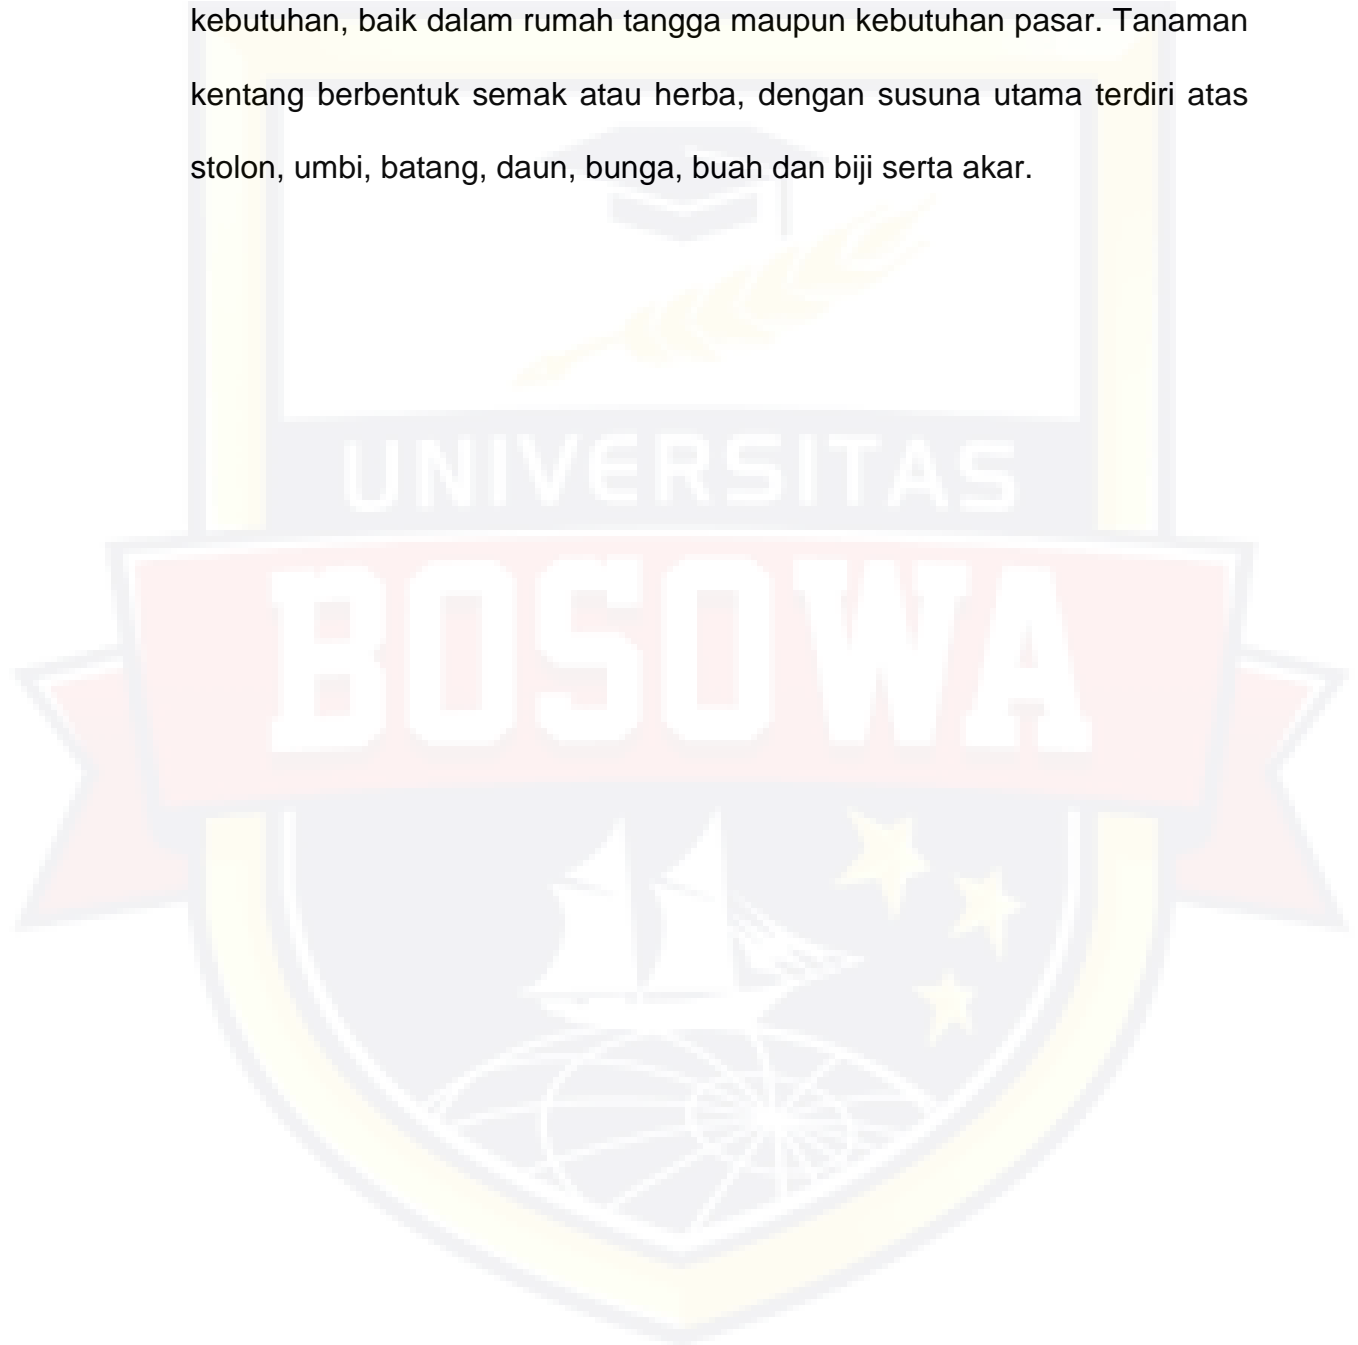 kebutuhan, baik dalam rumah tangga maupun kebutuhan pasar. Tanaman
kentang berbentuk semak atau herba, dengan susuna utama terdiri atas
stolon, umbi, batang, daun, bunga, buah dan biji serta akar.
UNIVERSITAS
BOSOWA